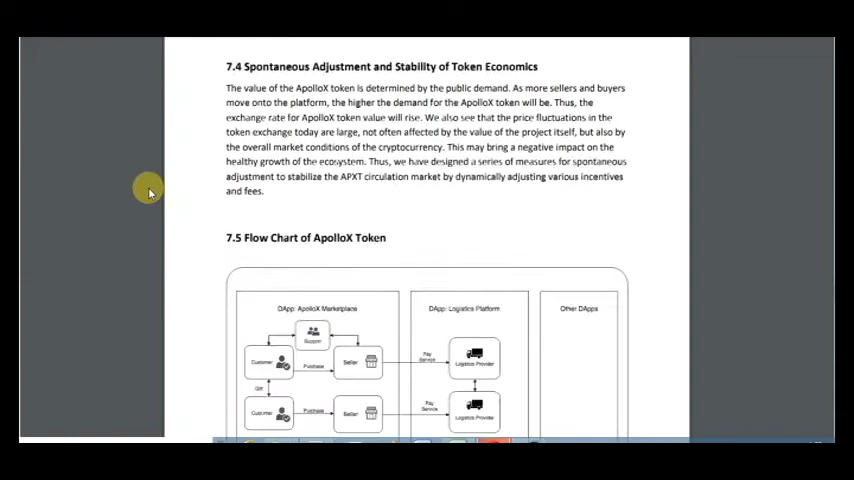 7.4 Spontaneous Adjustment and Stability of Token Economics
The value of the ApolloX token is determined by the public demand. As more sellers and buyers
move onto the platform, the higher the demand for the ApolloX token will be. Thus, the
exchange rate for ApolloX token value will rise. We also see that the price fluctuations in the
token exchange today are large, not often affected by the value of the project itself, but also by
the overall market conditions of the cryptocurrency. This may bring a negative impact on the
healthy growth of the ecosystem. Thus, we have designed a series of measures for spontaneous
adjustment to stabilize the APXT circulation market by dynamically adjusting various incentives
and fees.
7.5 Flow Chart of ApolloX Token
DApp: ApolloX Marketplace
DApp: Logistics Platform
Other DApps
Support
Customer
Purchase
Seller
Pay
Service
Logistics Provider
Gift
Customer
Purchase
Seller
Pay
Service
Logistics Provider